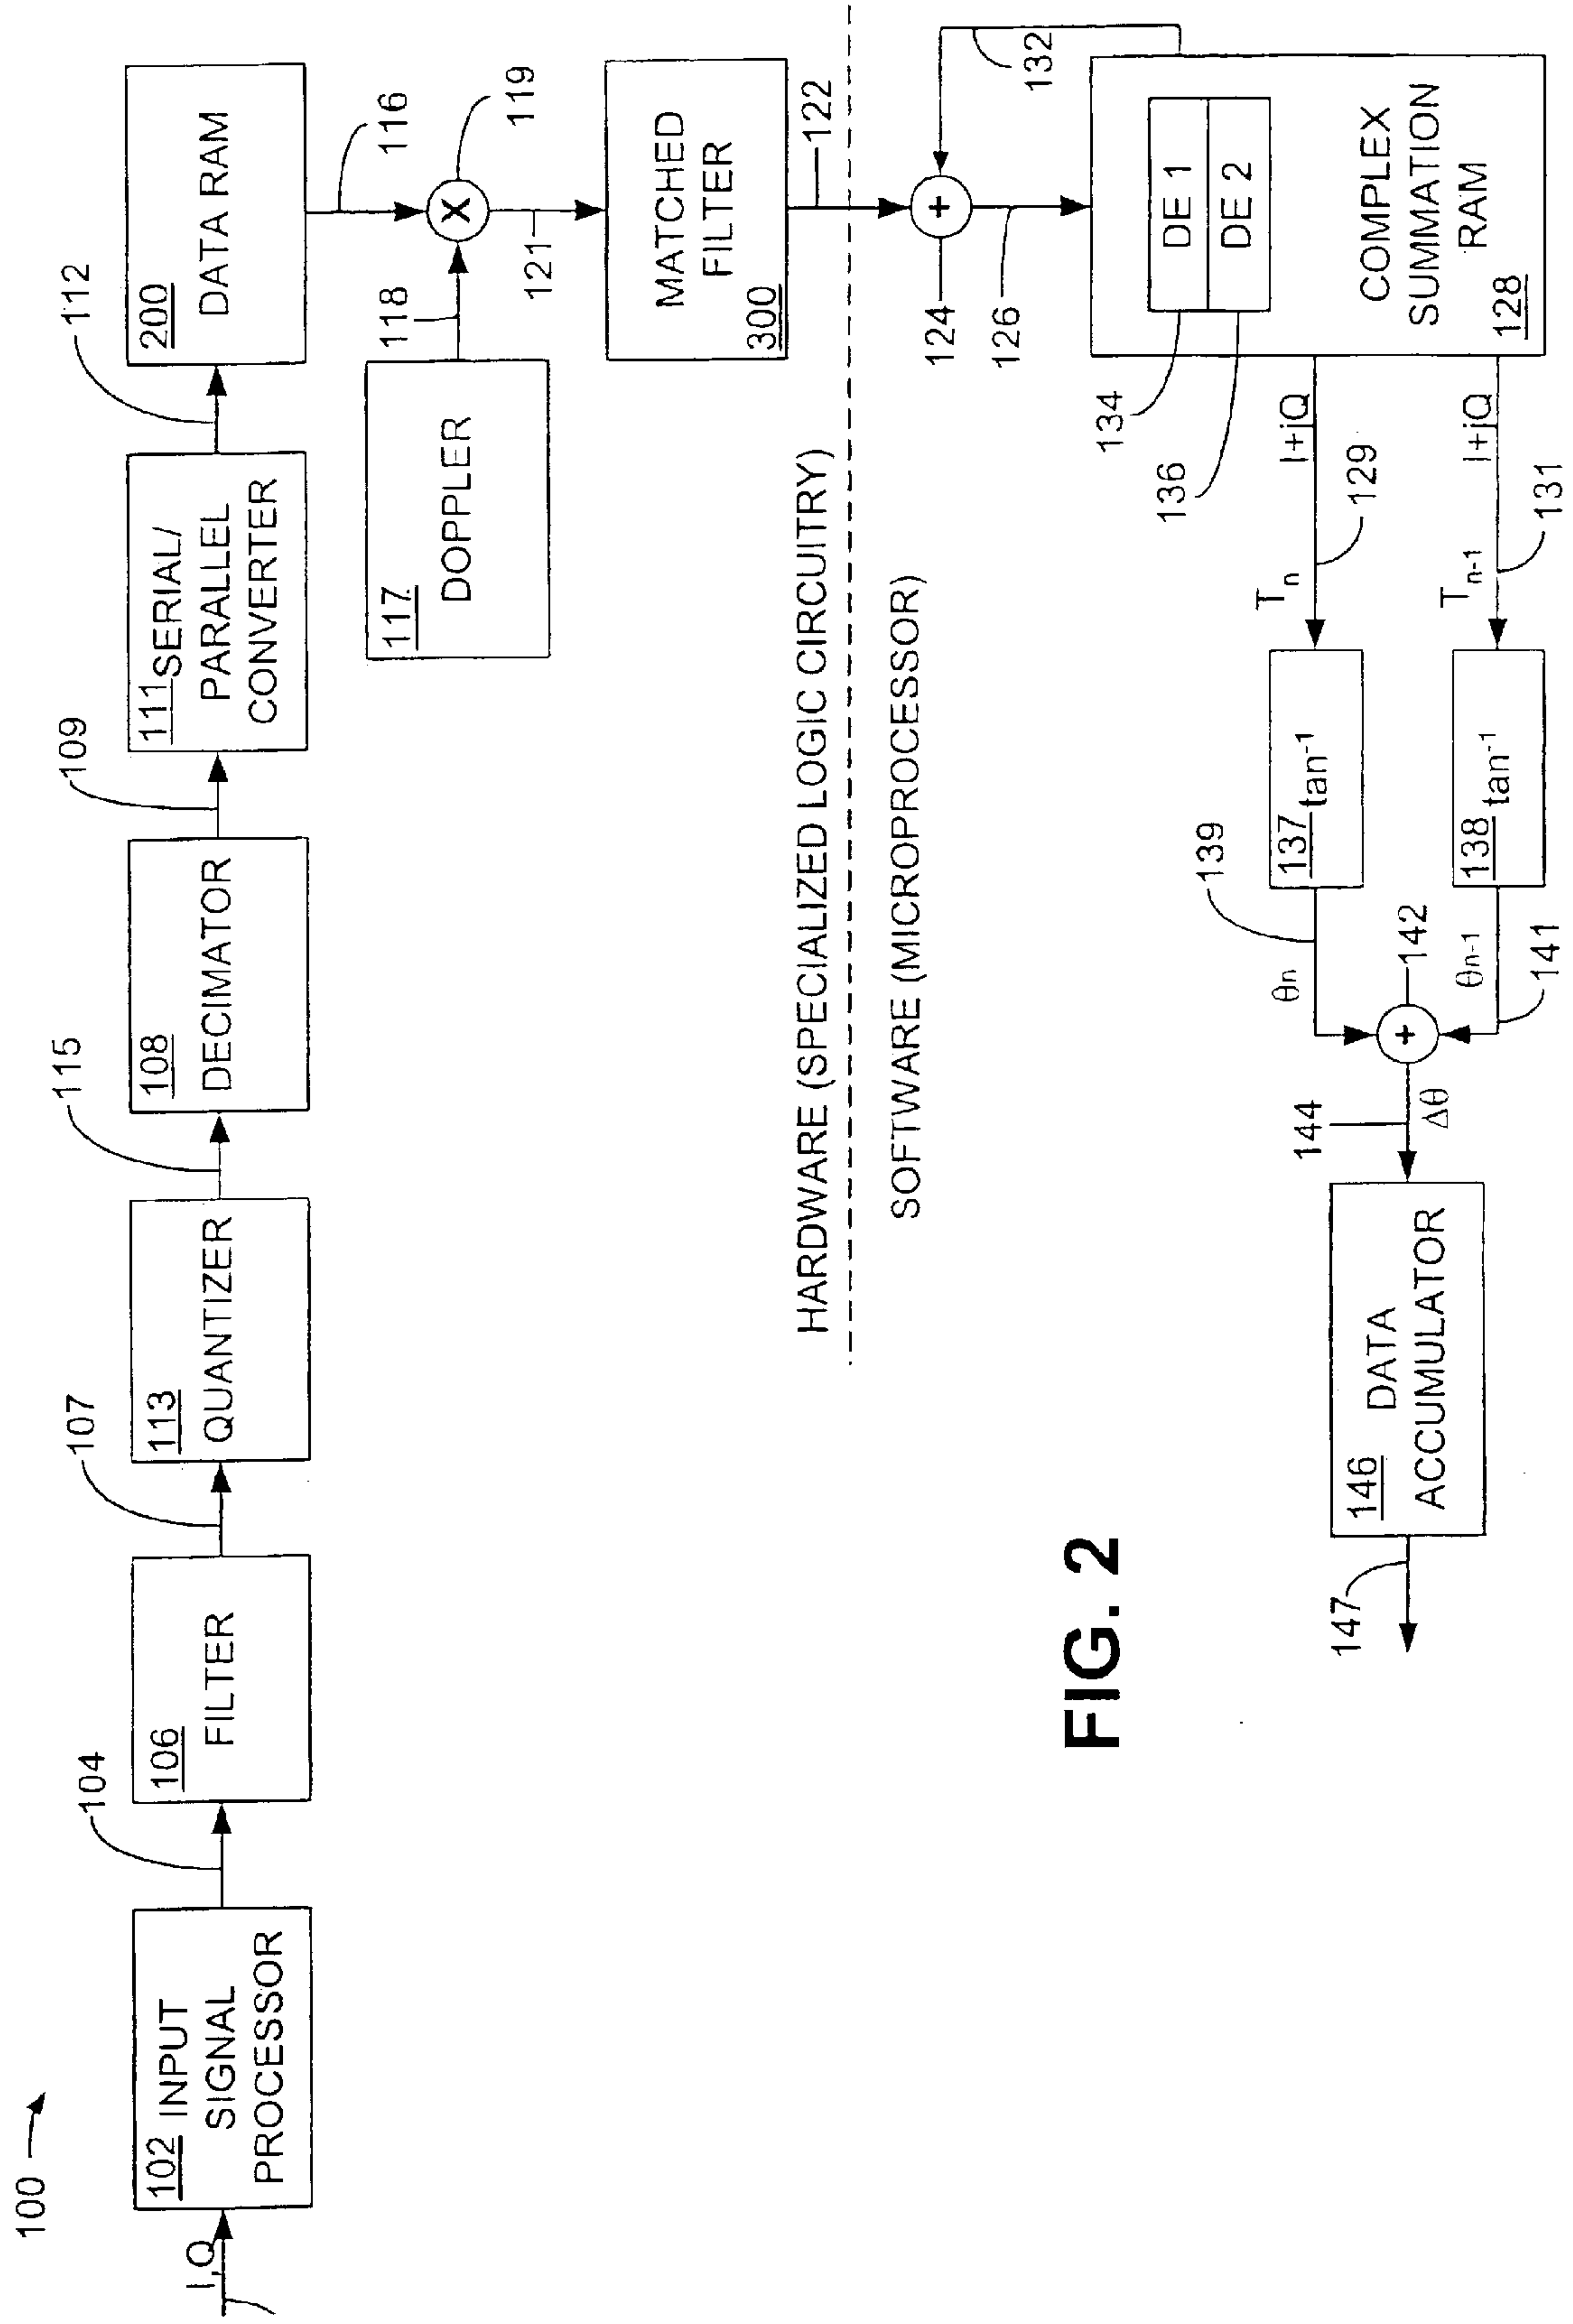 100
I,Q
102 INPUT
SIGNAL
PROCESSOR
104
106
FILTER
107
113
QUANTIZER
115
108
DECIMATOR
109
111 SERIAL/
PARALLEL
CONVERTER
112
200
DATA RAM
116
117
DOPPLER
118
X
119
121
MATCHED
FILTER
300
122
HARDWARE (SPECIALIZED LOGIC CIRCUITRY)
SOFTWARE (MICROPROCESSOR)
+
124
126
132
DE 1
DE 2
134
136
COMPLEX
SUMMATION
RAM
128
I+jQ
Tn
129
I+jQ
Tn-1
131
137 tan-1
138 tan-1
139
θn
θn-1
141
+
142
144
Δθ
146 DATA
ACCUMULATOR
147
FIG. 2